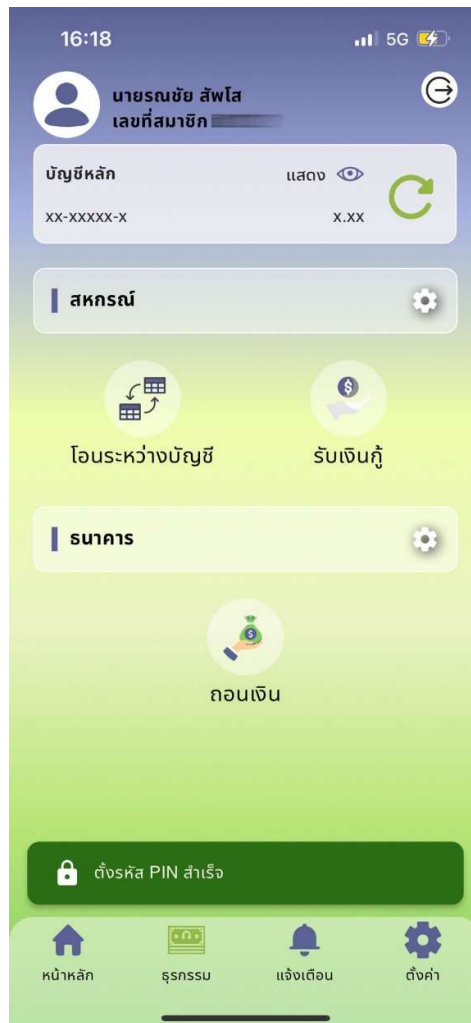 16:18
5G
นายรณชัย สัพโส
เลขที่สมาชิก
บัญชีหลัก
แสดง
xx-xxxxx-x
x.xx
สหกรณ์
โอนระหว่างบัญชี
รับเงินกู้
ธนาคาร
ถอนเงิน
ตั้งรหัส PIN สำเร็จ
หน้าหลัก
ธุรกรรม
แจ้งเตือน
ตั้งค่า